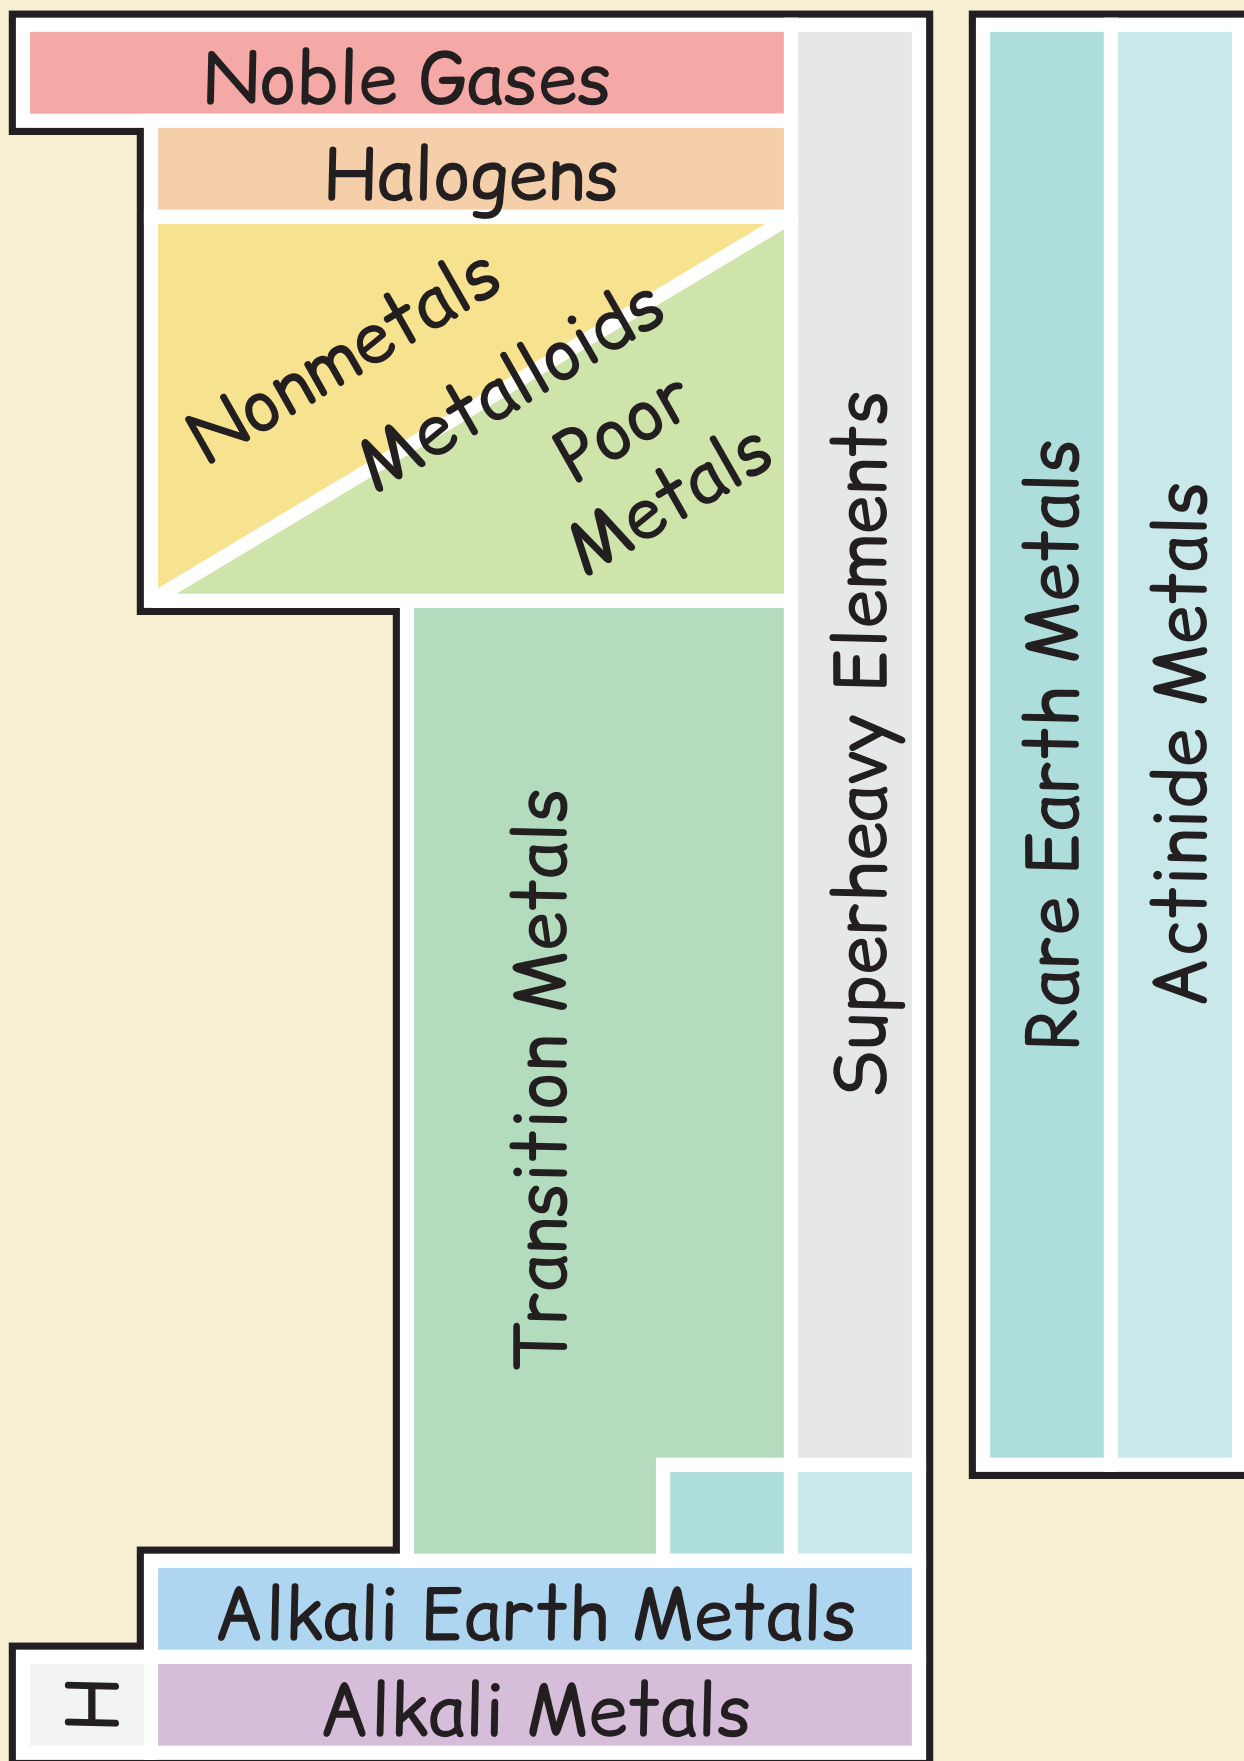 Noble Gases
Halogens
Nonmetals
Metalloids
Poor
Metals
Superheavy Elements
Rare Earth Metals
Actinide Metals
Transition Metals
Alkali Earth Metals
H
Alkali Metals